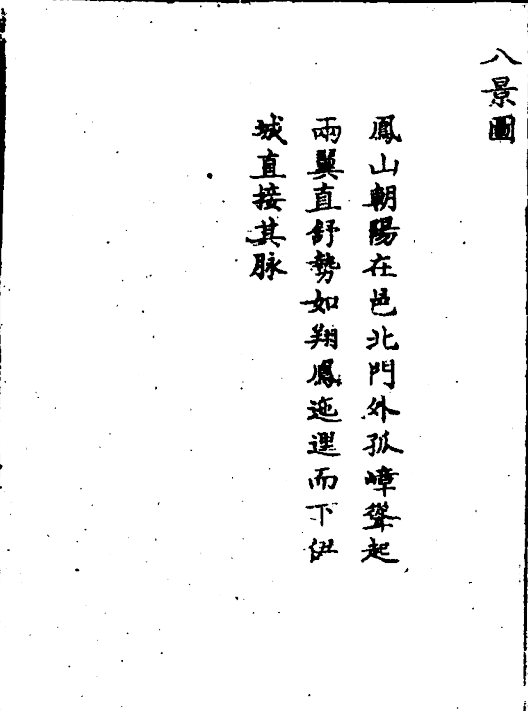 八景圖
鳳山朝陽在邑北門外孤嶂聳起
兩翼直舒勢如翔鳳迤邐而下伊
城直接其脉